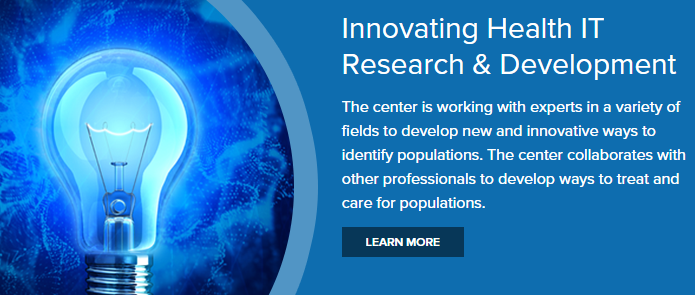 Innovating Health IT
Research & Development
The center is working with experts in a variety of
fields to develop new and innovative ways to
identify populations. The center collaborates with
other professionals to develop ways to treat and
care for populations.
LEARN MORE